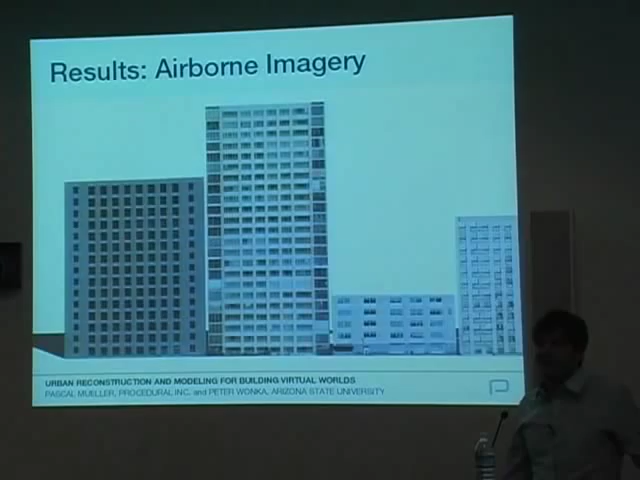 Results: Airborne Imagery
URBAN RECONSTRUCTION AND MODELING FOR BUILDING VIRTUAL WORLDS
PASCAL MUELLER, PROCEDURAL INC. and PETER WONKA, ARIZONA STATE UNIVERSITY